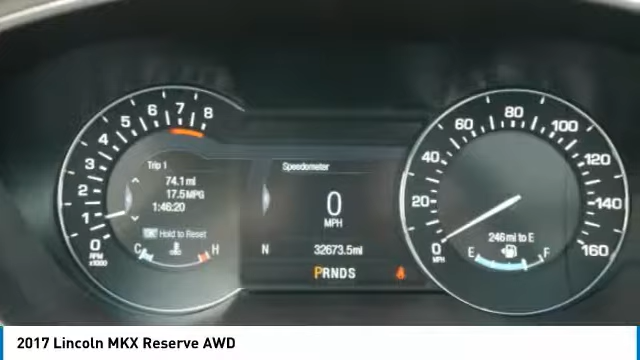 0 1 2 3 4 5 6 7 8
RPM
x1000
Trip 1
74.1 mi
17.5 MPG
1:46:20
OK Hold to Reset
C H
Speedometer
0
MPH
N 32673.5 mi
PRNDS
0 20 40 60 80 100 120 140 160
MPH
246 mi to E
E F
2017 Lincoln MKX Reserve AWD